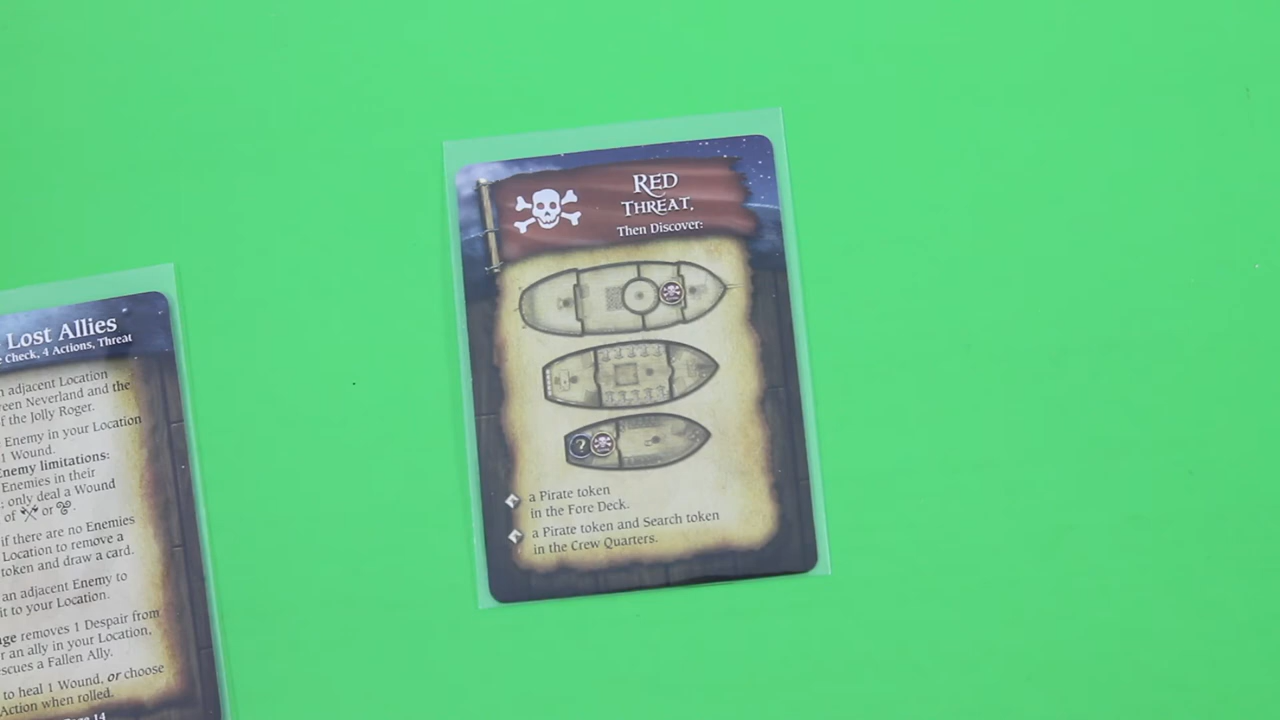 Lost Allies
Check, 4 Actions, Threat
adjacent Location
Neverland and the
of the Jolly Roger.
Enemy in your Location
1 Wound.
limitations:
Enemies in their
; only deal a Wound
of or .
if there are no Enemies
Location to remove a
token and draw a card.
an adjacent Enemy to
it to your Location.
removes 1 Despair from
an ally in your Location,
a Fallen Ally.
to heal 1 Wound, or choose
Action when rolled.
14
RED
THREAT,
Then Discover:
?
a Pirate token
in the Fore Deck.
a Pirate token and Search token
in the Crew Quarters.